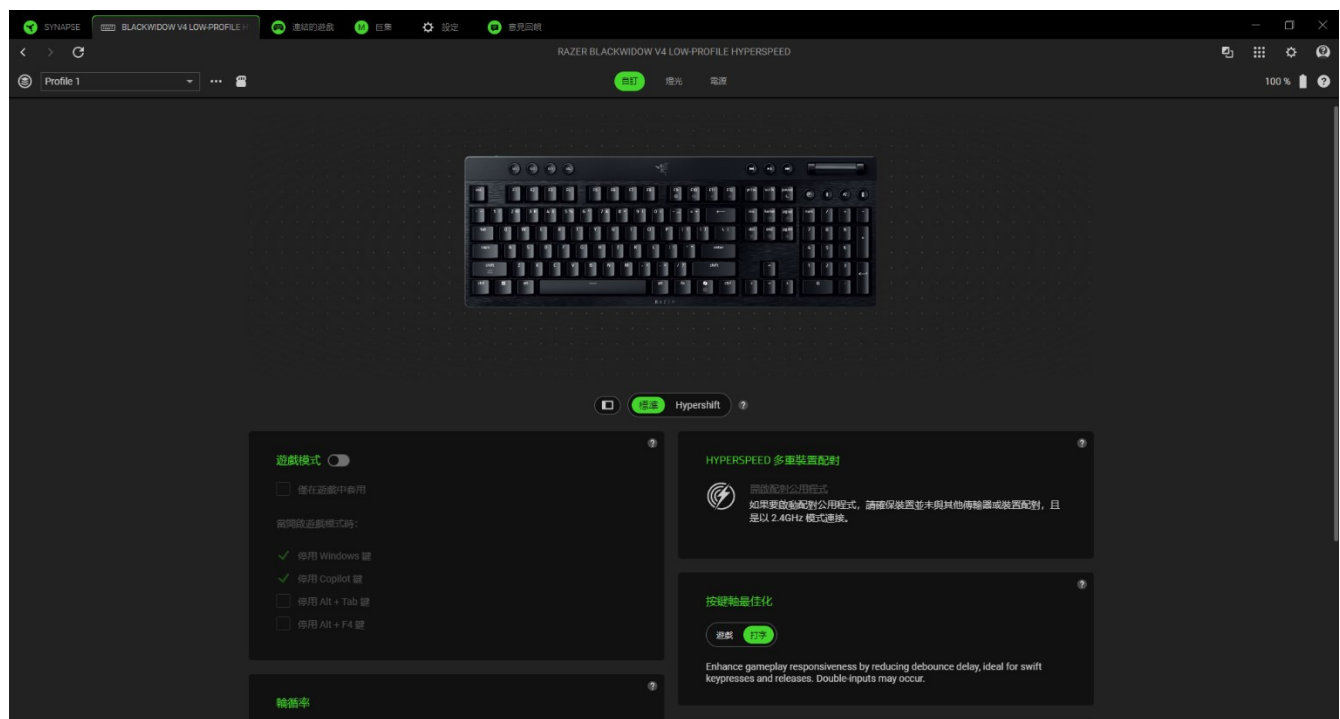 SYNAPSE
BLACKWIDOW V4 LOW-PROFILE H
連結的遊戲
巨集
設定
意見回饋
RAZER BLACKWIDOW V4 LOW-PROFILE HYPERSPEED
Profile 1
自訂
燈光
電源
100 %
標準
Hypershift
遊戲模式
僅在遊戲中套用
當開啟遊戲模式時:
停用 Windows 鍵
停用 Copilot 鍵
停用 Alt + Tab 鍵
停用 Alt + F4 鍵
輪循率
HYPERSPEED 多重裝置配對
開啟配對公用程式
如果要啟動配對公用程式，請確保裝置並未與其他傳輸器或裝置配對，且
是以 2.4GHz 模式連接。
按鍵軸最佳化
遊戲
打字
Enhance gameplay responsiveness by reducing debounce delay, ideal for swift
keypresses and releases. Double-inputs may occur.